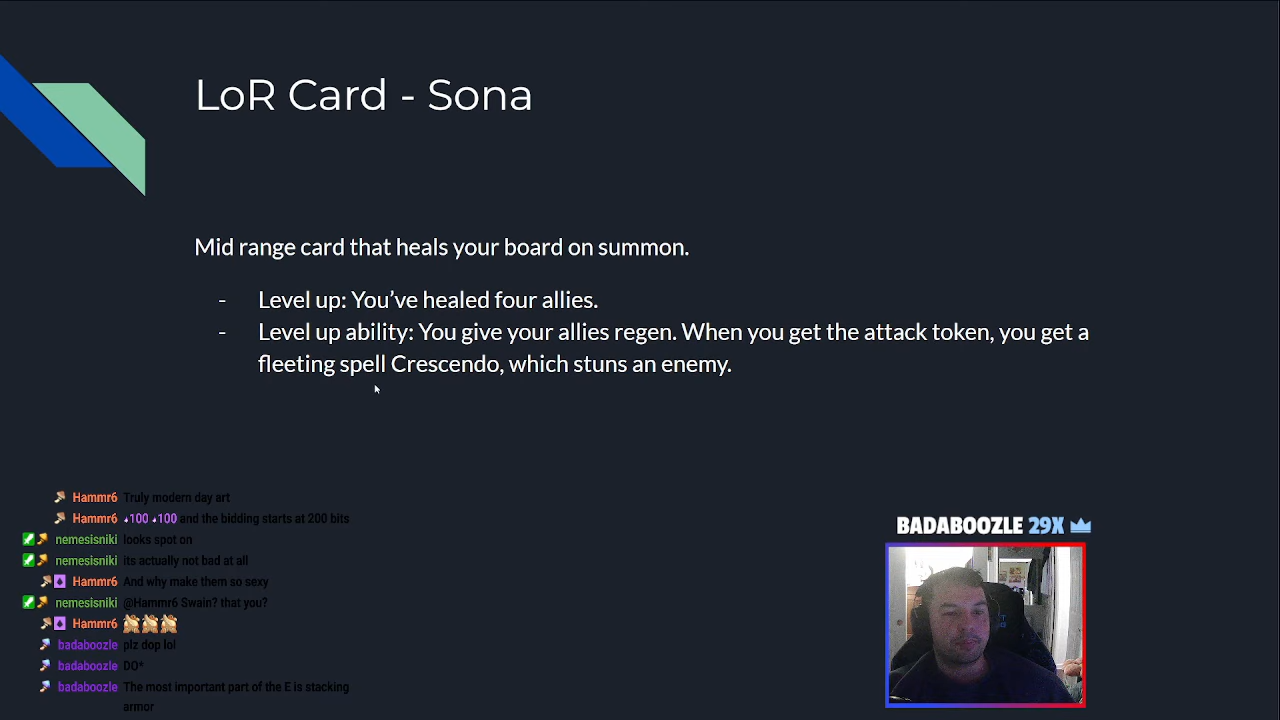 LoR Card - Sona
Mid range card that heals your board on summon.
- Level up: You've healed four allies.
- Level up ability: You give your allies regen. When you get the attack token, you get a
fleeting spell Crescendo, which stuns an enemy.
Hammr6 Truly modern day art
Hammr6 100 100 and the bidding starts at 200 bits
nemesisniki looks spot on
nemesisniki its actually not bad at all
Hammr6 And why make them so sexy
nemesisniki @Hammr6 Swain? that you?
Hammr6
badaboozle plz dop lol
badaboozle DO*
badaboozle The most important part of the E is stacking
armor
BADABOOZLE 29X